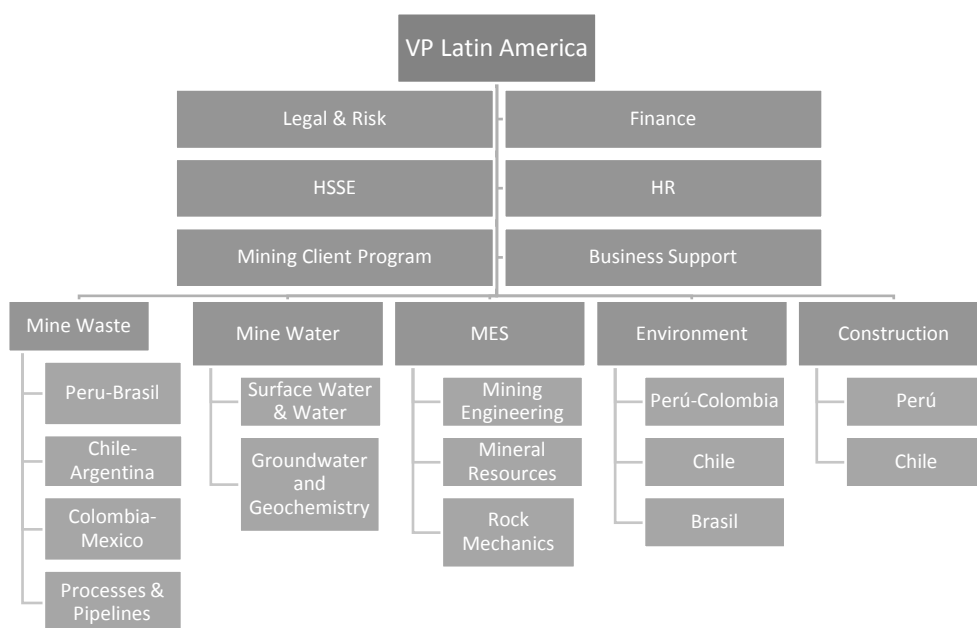 VP Latin America
Legal & Risk
Finance
HSSE
HR
Mining Client Program
Business Support
Mine Waste
Peru-Brasil
Chile-
Argentina
Colombia-
Mexico
Processes &
Pipelines
Mine Water
Surface Water
& Water
Groundwater
and
Geochemistry
MES
Mining
Engineering
Mineral
Resources
Rock
Mechanics
Environment
Perú-Colombia
Chile
Brasil
Construction
Perú
Chile